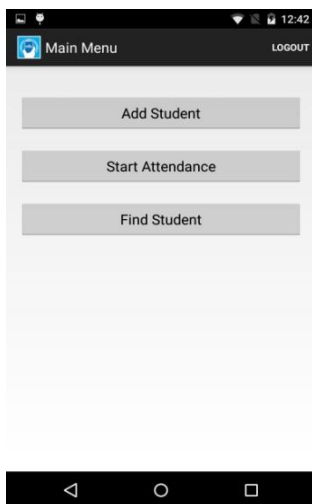 12:42
Main Menu LOGOUT
Add Student
Start Attendance
Find Student